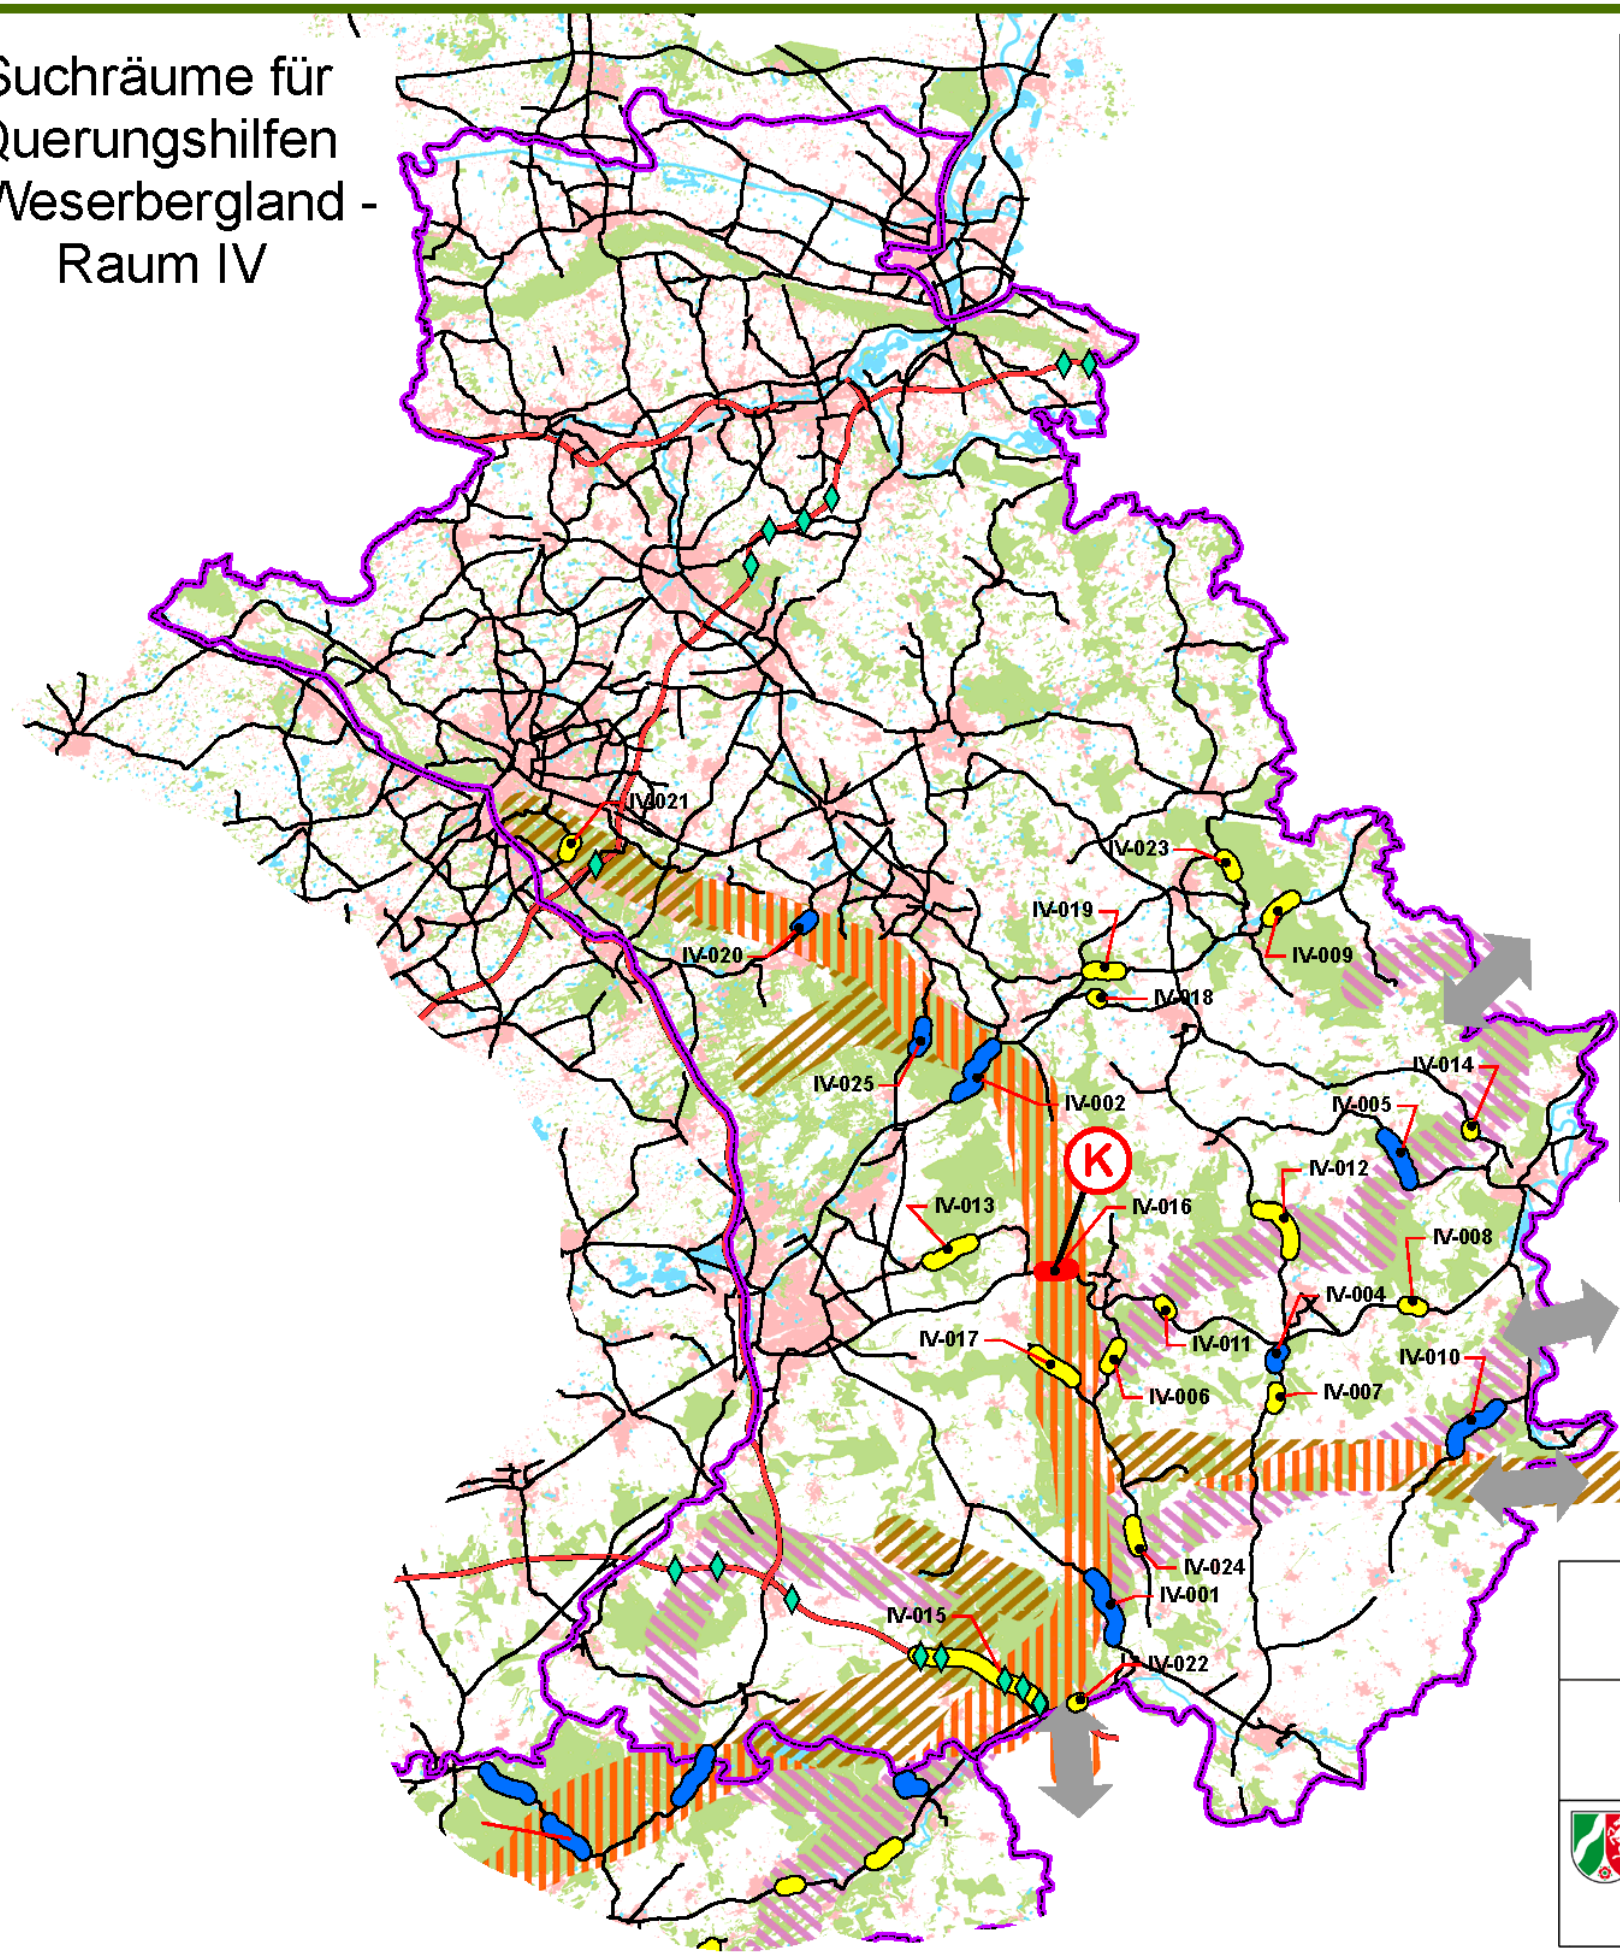 Suchräume für
Querungshilfen
Weserbergland -
Raum IV
IV-021
IV-023
IV-019
IV-009
IV-020
IV-018
IV-014
IV-025
IV-002
IV-005
K
IV-012
IV-013
IV-016
IV-008
IV-004
IV-017
IV-011
IV-010
IV-006
IV-007
IV-024
IV-001
IV-015
IV-022